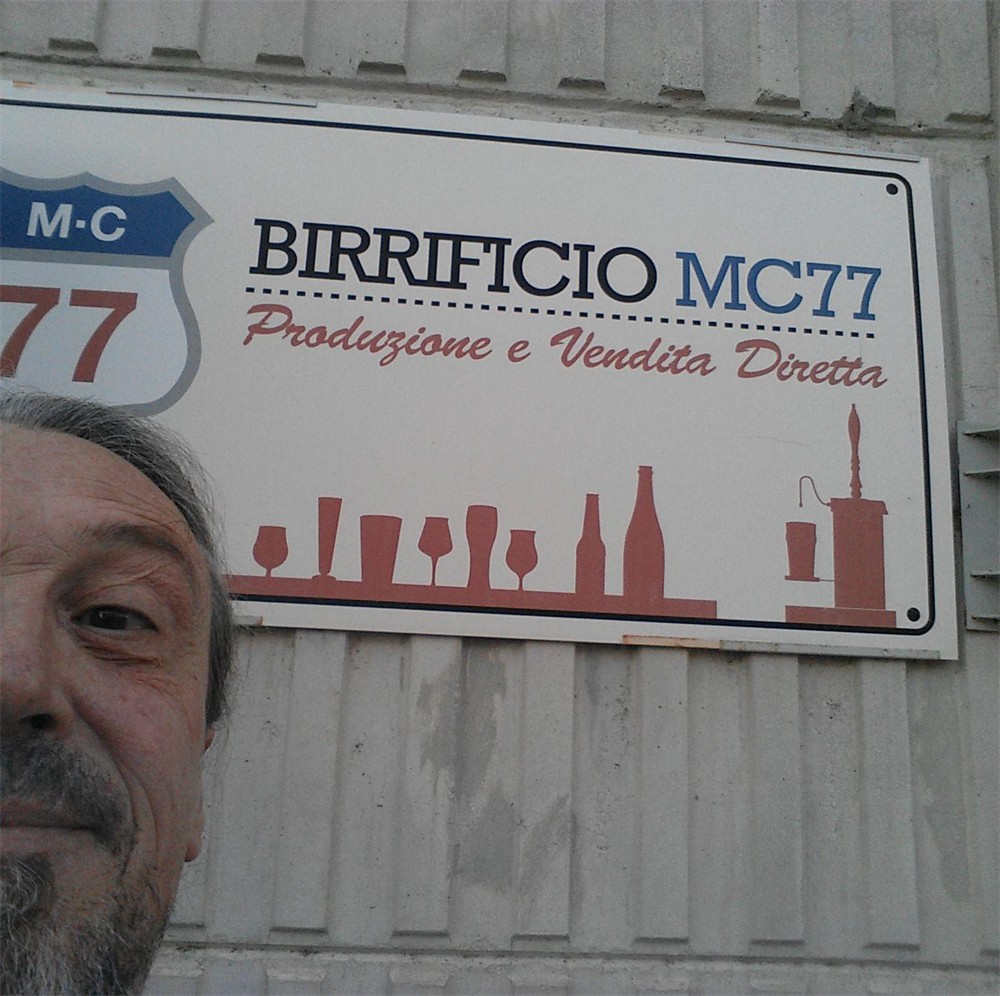 M·C
77
BIRRIFICIO MC77
Produzione e Vendita Diretta